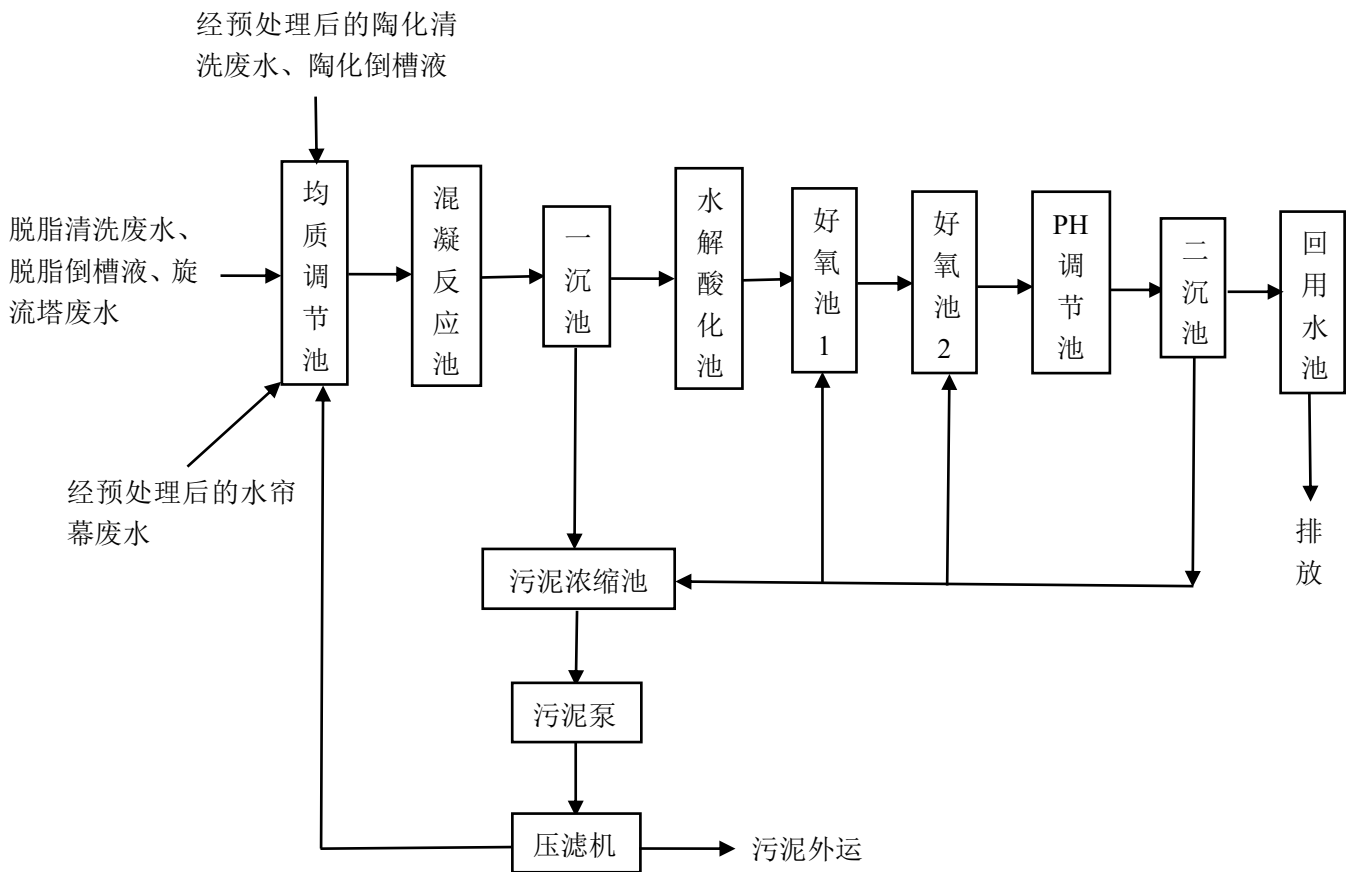 经预处理后的陶化清
洗废水、陶化倒槽液
脱脂清洗废水、
脱脂倒槽液、旋
流塔废水
均质调节池
混凝反应池
一沉池
水解酸化池
好氧池1
好氧池2
PH调节池
二沉池
回用水池
经预处理后的水帘
幕废水
排放
污泥浓缩池
污泥泵
压滤机
污泥外运